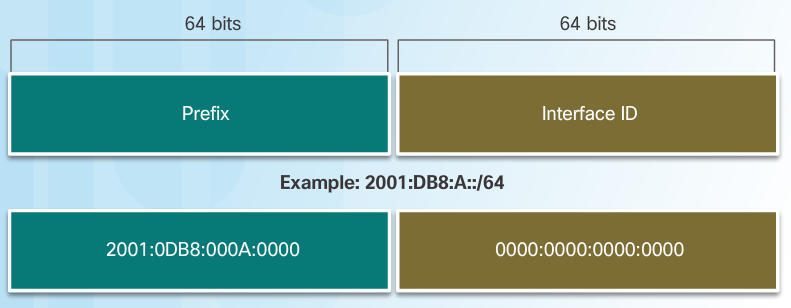 64 bits 64 bits
Prefix Interface ID
Example: 2001:DB8:A::/64
2001:0DB8:000A:0000 0000:0000:0000:0000